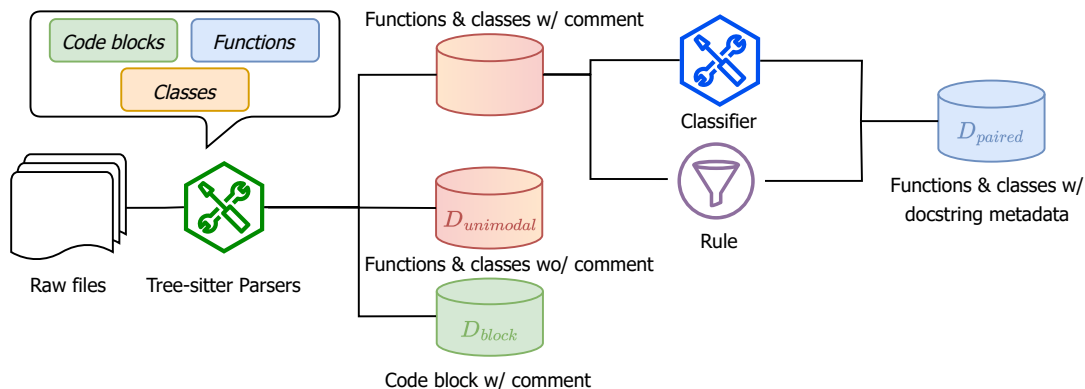 Functions & classes w/ comment
Code blocks
Functions
Classes
Classifier
D_paired
Functions & classes w/
docstring metadata
Rule
D_unimodal
Functions & classes wo/ comment
Raw files
Tree-sitter Parsers
D_block
Code block w/ comment